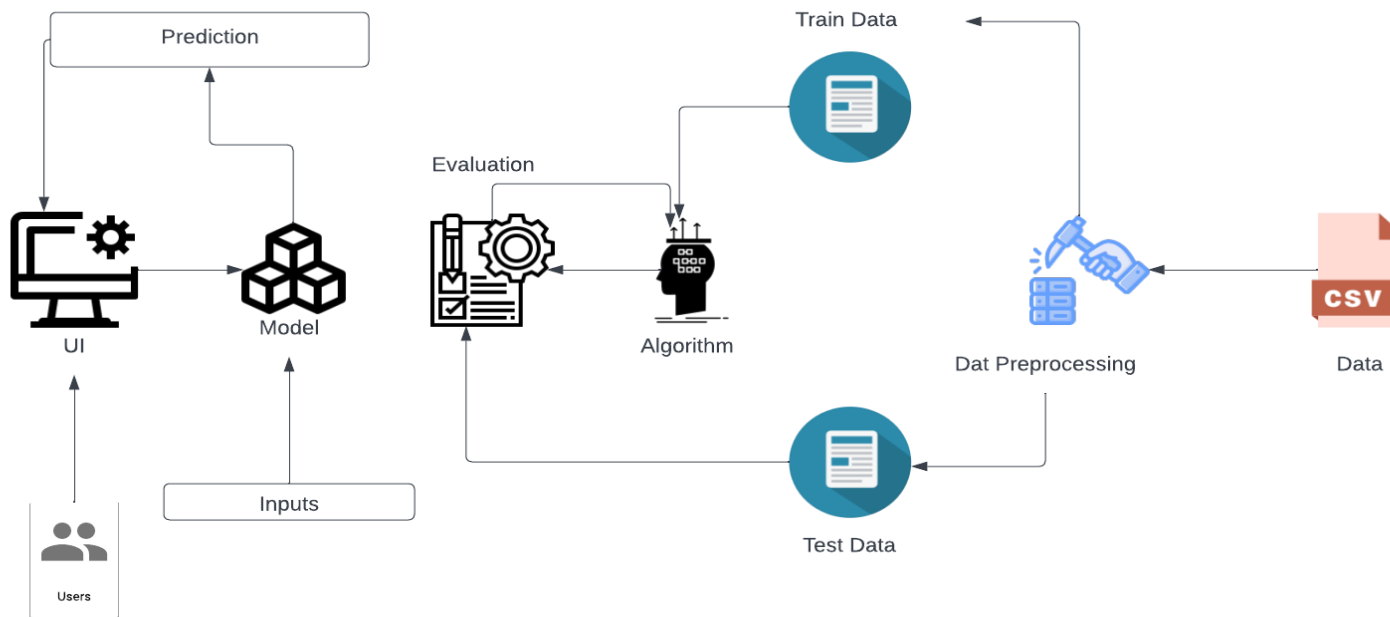 Train Data
Prediction
Evaluation
UI
Model
Algorithm
Dat Preprocessing
CSV
Data
Inputs
Test Data
Users